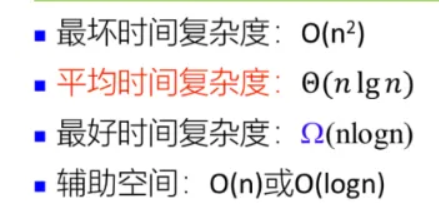 最坏时间复杂度：O(n²)
平均时间复杂度：Θ(n lg n)
最好时间复杂度：Ω(nlogn)
辅助空间：O(n)或O(logn)